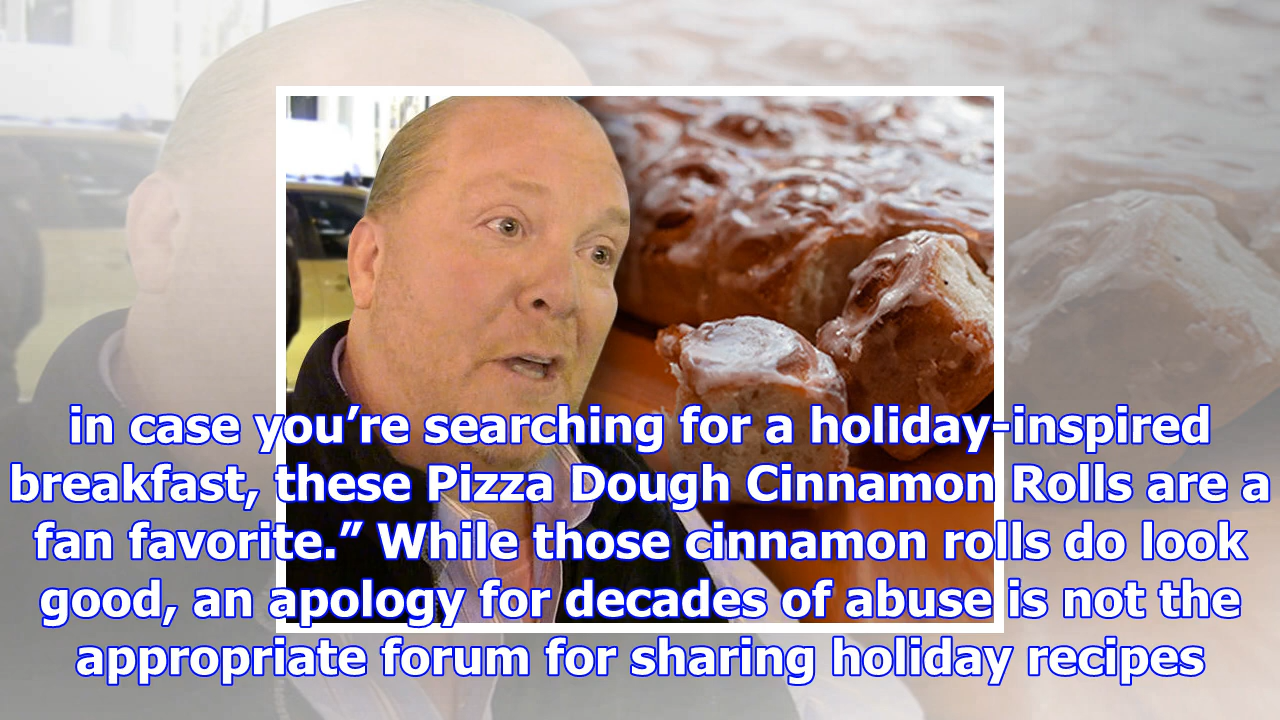 in case you’re searching for a holiday-inspired
breakfast, these Pizza Dough Cinnamon Rolls are a
fan favorite.” While those cinnamon rolls do look
good, an apology for decades of abuse is not the
appropriate forum for sharing holiday recipes